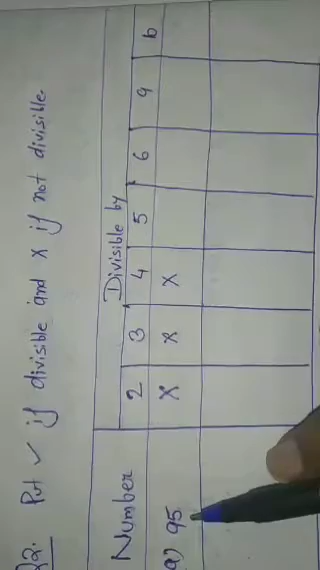 Q2. Put ✓ if divisible and x if not divisible.
Divisible by
Number 2 3 4 5 6 9
(a) 95 X X X